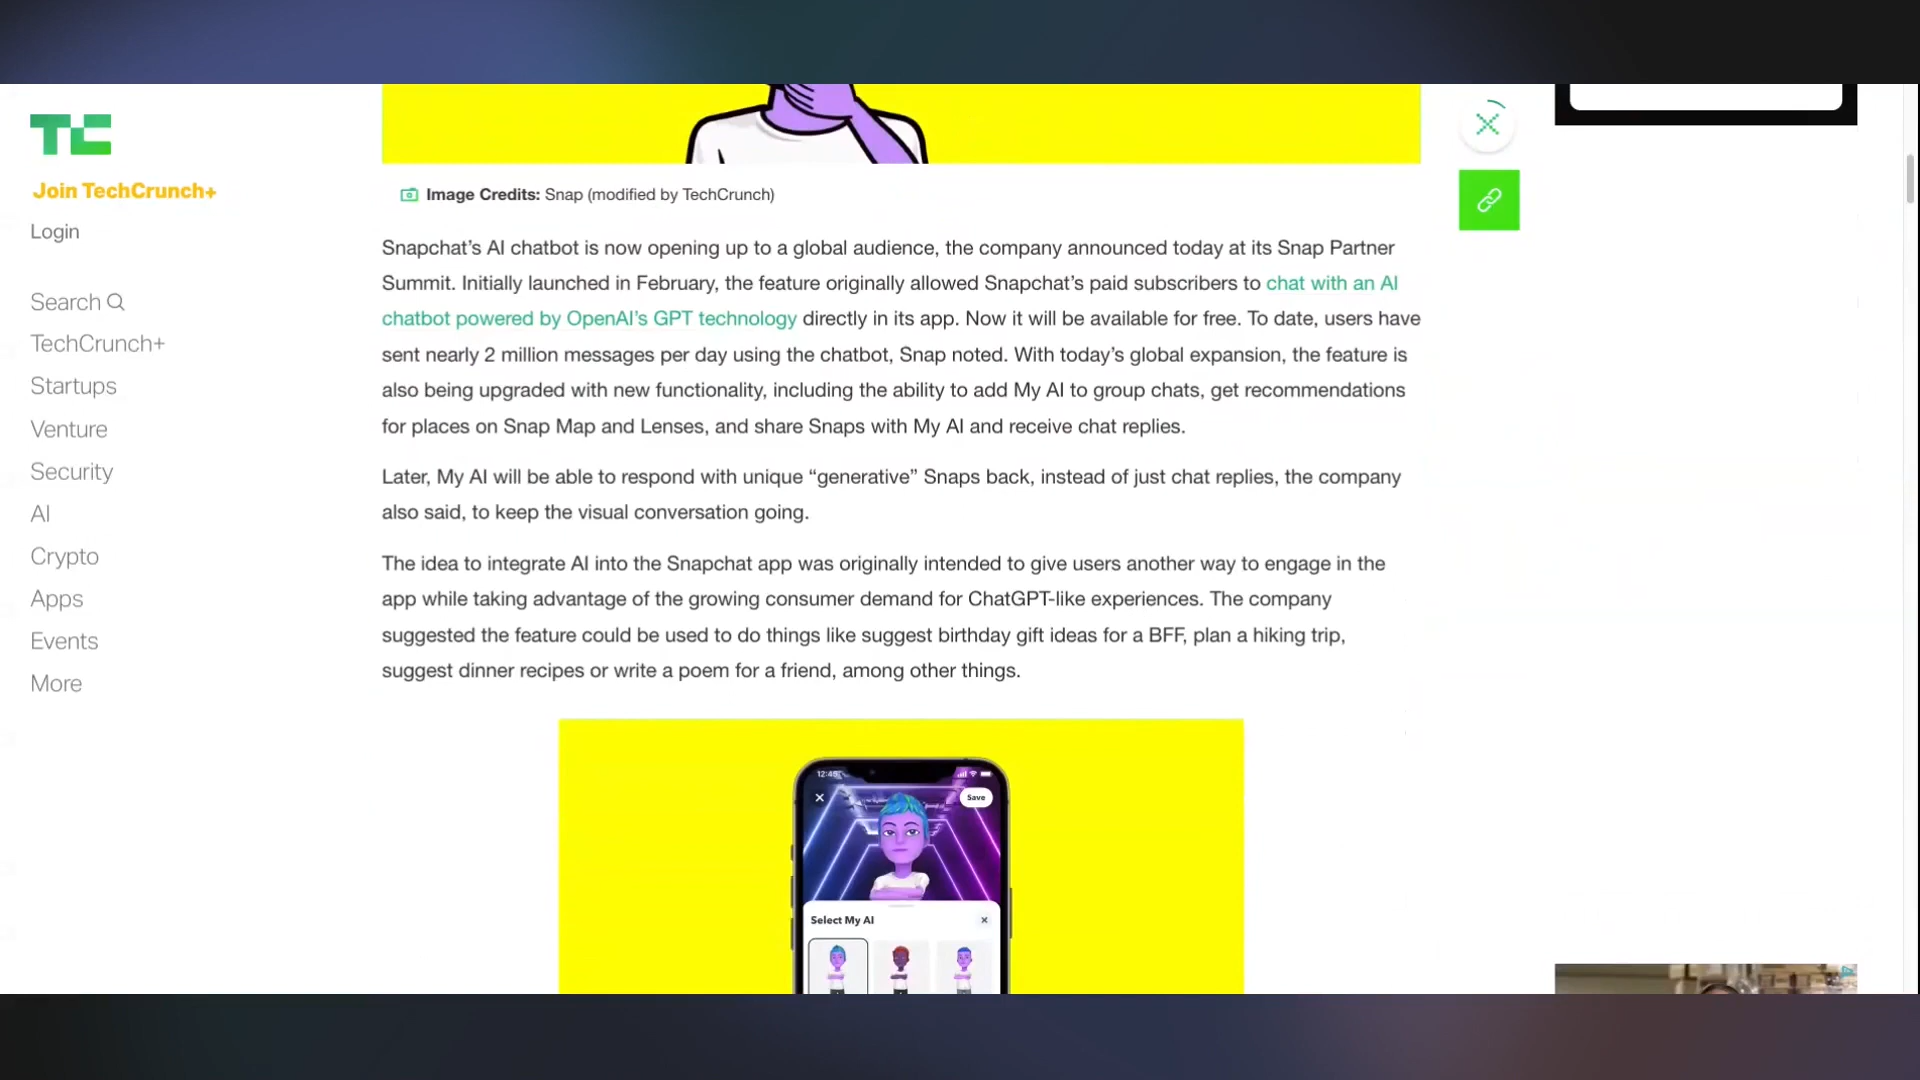 TC
Join TechCrunch+
Login
Search
TechCrunch+
Startups
Venture
Security
AI
Crypto
Apps
Events
More
Image Credits: Snap (modified by TechCrunch)
Snapchat’s AI chatbot is now opening up to a global audience, the company announced today at its Snap Partner
Summit. Initially launched in February, the feature originally allowed Snapchat’s paid subscribers to chat with an AI
chatbot powered by OpenAI’s GPT technology directly in its app. Now it will be available for free. To date, users have
sent nearly 2 million messages per day using the chatbot, Snap noted. With today’s global expansion, the feature is
also being upgraded with new functionality, including the ability to add My AI to group chats, get recommendations
for places on Snap Map and Lenses, and share Snaps with My AI and receive chat replies.
Later, My AI will be able to respond with unique “generative” Snaps back, instead of just chat replies, the company
also said, to keep the visual conversation going.
The idea to integrate AI into the Snapchat app was originally intended to give users another way to engage in the
app while taking advantage of the growing consumer demand for ChatGPT-like experiences. The company
suggested the feature could be used to do things like suggest birthday gift ideas for a BFF, plan a hiking trip,
suggest dinner recipes or write a poem for a friend, among other things.
12:45
Save
Select My AI